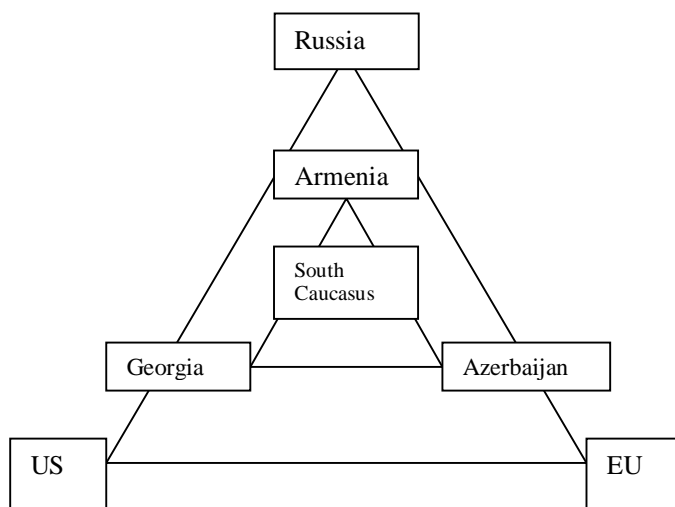 Russia
Armenia
South
Caucasus
Georgia
Azerbaijan
US
EU